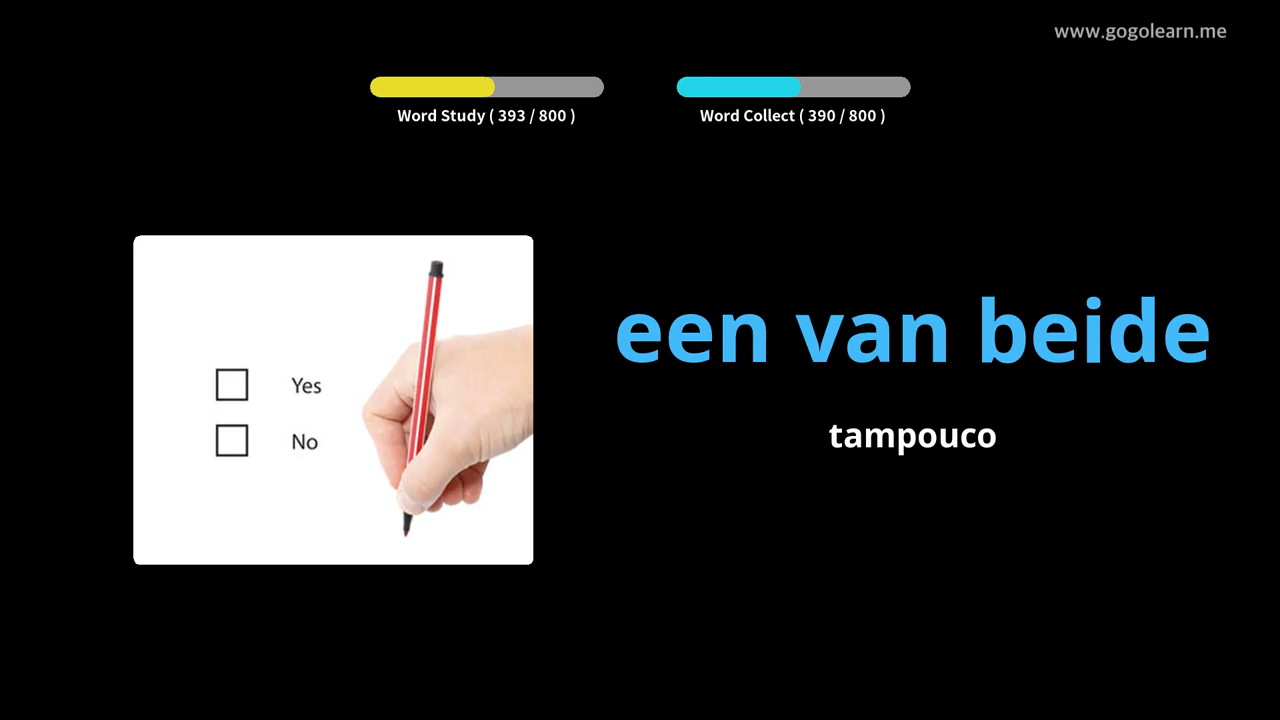 www.gogolearn.me
Word Study ( 393 / 800 )
Word Collect ( 390 / 800 )
Yes
No
een van beide
tampouco